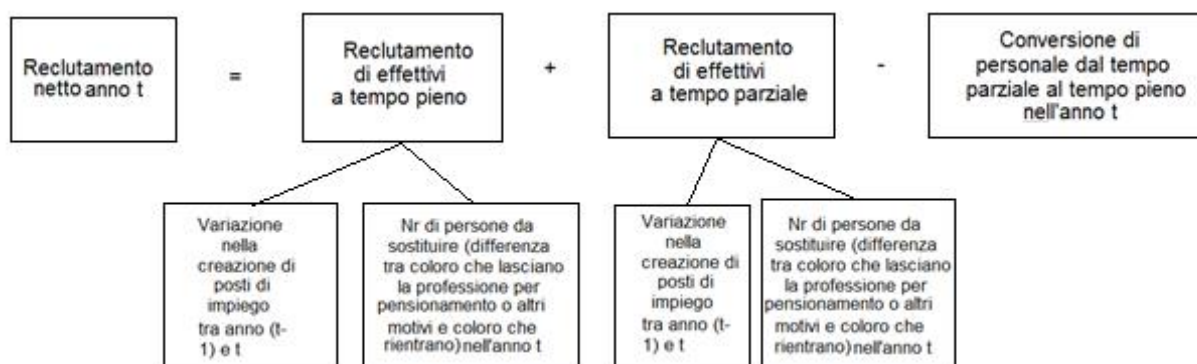 Reclutamento
netto anno t
=
Reclutamento
di effettivi
a tempo pieno
+
Reclutamento
di effettivi
a tempo parziale
-
Conversione di
personale dal tempo
parziale al tempo pieno
nell'anno t
Variazione
nella
creazione di
posti di
impiego
tra anno (t-
1) e t
Nr di persone da
sostituire (differenza
tra coloro che lasciano
la professione per
pensionamento o altri
motivi e coloro che
rientrano) nell'anno t
Variazione
nella
creazione di
posti di
impiego
tra anno (t-
1) e t
Nr di persone da
sostituire (differenza
tra coloro che lasciano
la professione per
pensionamento o altri
motivi e coloro che
rientrano) nell'anno t